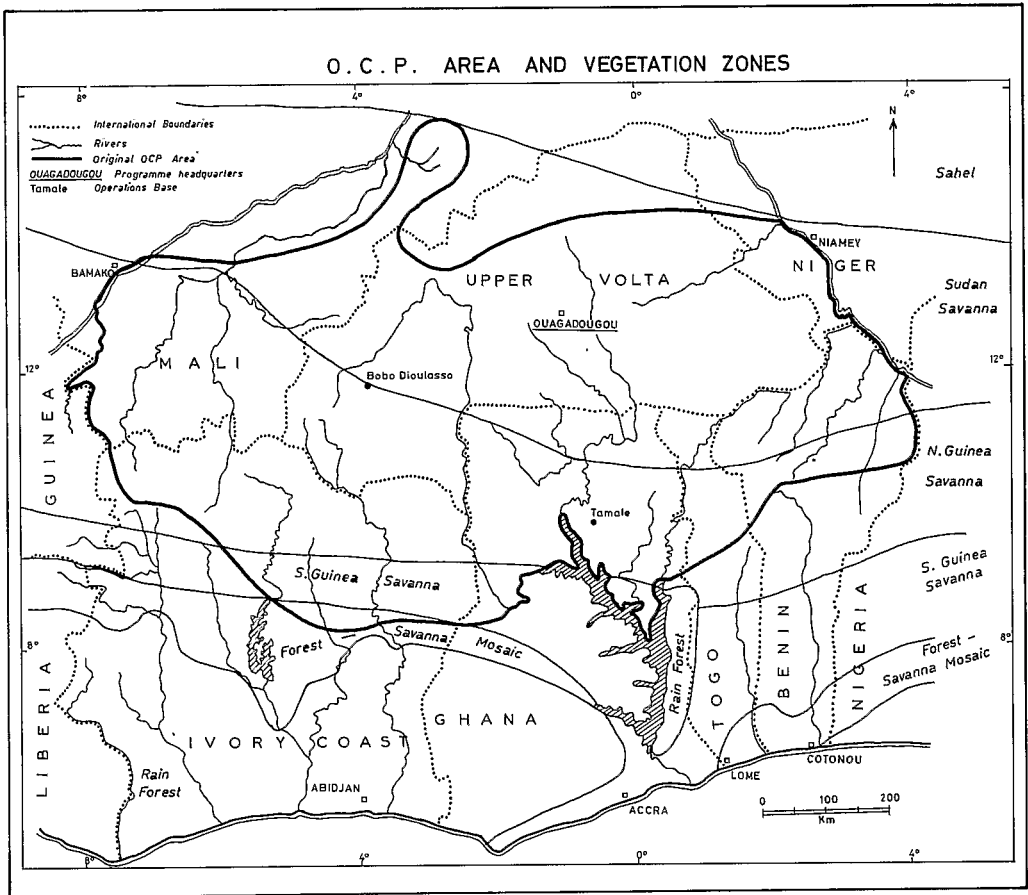 O.C.P. AREA AND VEGETATION ZONES
8°
4°
0°
4°
International Boundaries
Rivers
Original OCP Area
OUAGADOUGOU Programme headquarters
Tamale Operations Base
N
Sahel
NIAMEY
BAMAKO
UPPER VOLTA
NIGER
Sudan
Savanna
OUAGADOUGOU
MALI
12°
Bobo Dioulasso
12°
GUINEA
N. Guinea
Savanna
Tamale
S. Guinea Savanna
S. Guinea
Savanna
8°
Forest
Savanna Mosaic
Rain Forest
TOGO
BENIN
NIGERIA
8°
Forest –
Savanna Mosaic
LIBERIA
IVORY COAST
GHANA
Rain
Forest
ABIDJAN
LOME
COTONOU
ACCRA
0 100 200
Km
8°
4°
0°
4°